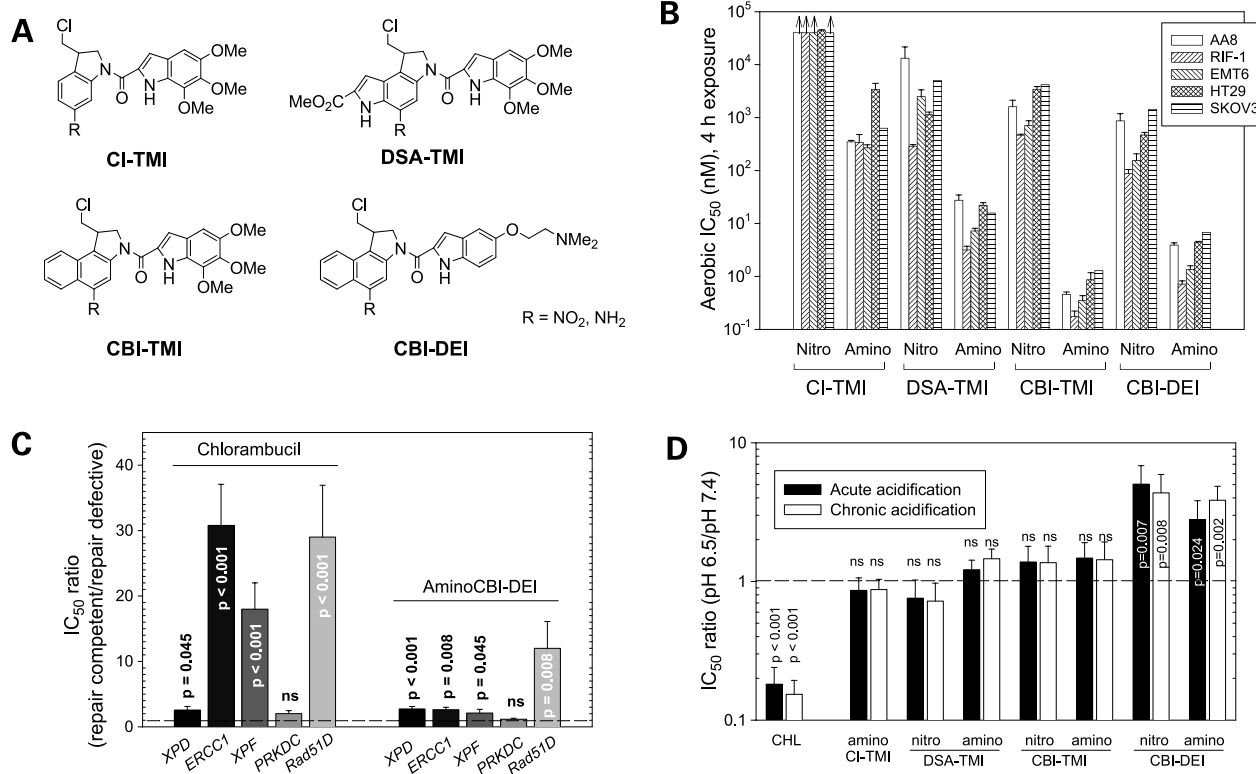 A
Cl
N
O
N
H
OMe
OMe
OMe
R
CI-TMI
Cl
N
O
N
H
OMe
OMe
OMe
MeO2C
N
H
R
DSA-TMI
Cl
N
O
N
H
OMe
OMe
OMe
R
CBI-TMI
Cl
N
O
N
H
O
NMe2
R
CBI-DEI
R = NO2, NH2
B
Aerobic IC50 (nM), 4 h exposure
10^5
10^4
10^3
10^2
10^1
10^0
10^-1
AA8
RIF-1
EMT6
HT29
SKOV3
Nitro Amino Nitro Amino Nitro Amino Nitro Amino
CI-TMI DSA-TMI CBI-TMI CBI-DEI
C
IC50 ratio
(repair competent/repair defective)
40
30
20
10
0
Chlorambucil
p = 0.045
p < 0.001
p < 0.001
ns
p < 0.001
AminoCBI-DEI
p < 0.001
p = 0.008
p = 0.045
ns
p = 0.008
XPD ERCC1 XPF PRKDC Rad51D XPD ERCC1 XPF PRKDC Rad51D
D
IC50 ratio (pH 6.5/pH 7.4)
10
1
0.1
Acute acidification
Chronic acidification
p < 0.001
p < 0.001
ns ns
ns ns
ns ns
ns ns
ns ns
p=0.007
p=0.008
p=0.024
p=0.002
CHL amino nitro amino nitro amino nitro amino
CI-TMI DSA-TMI CBI-TMI CBI-DEI